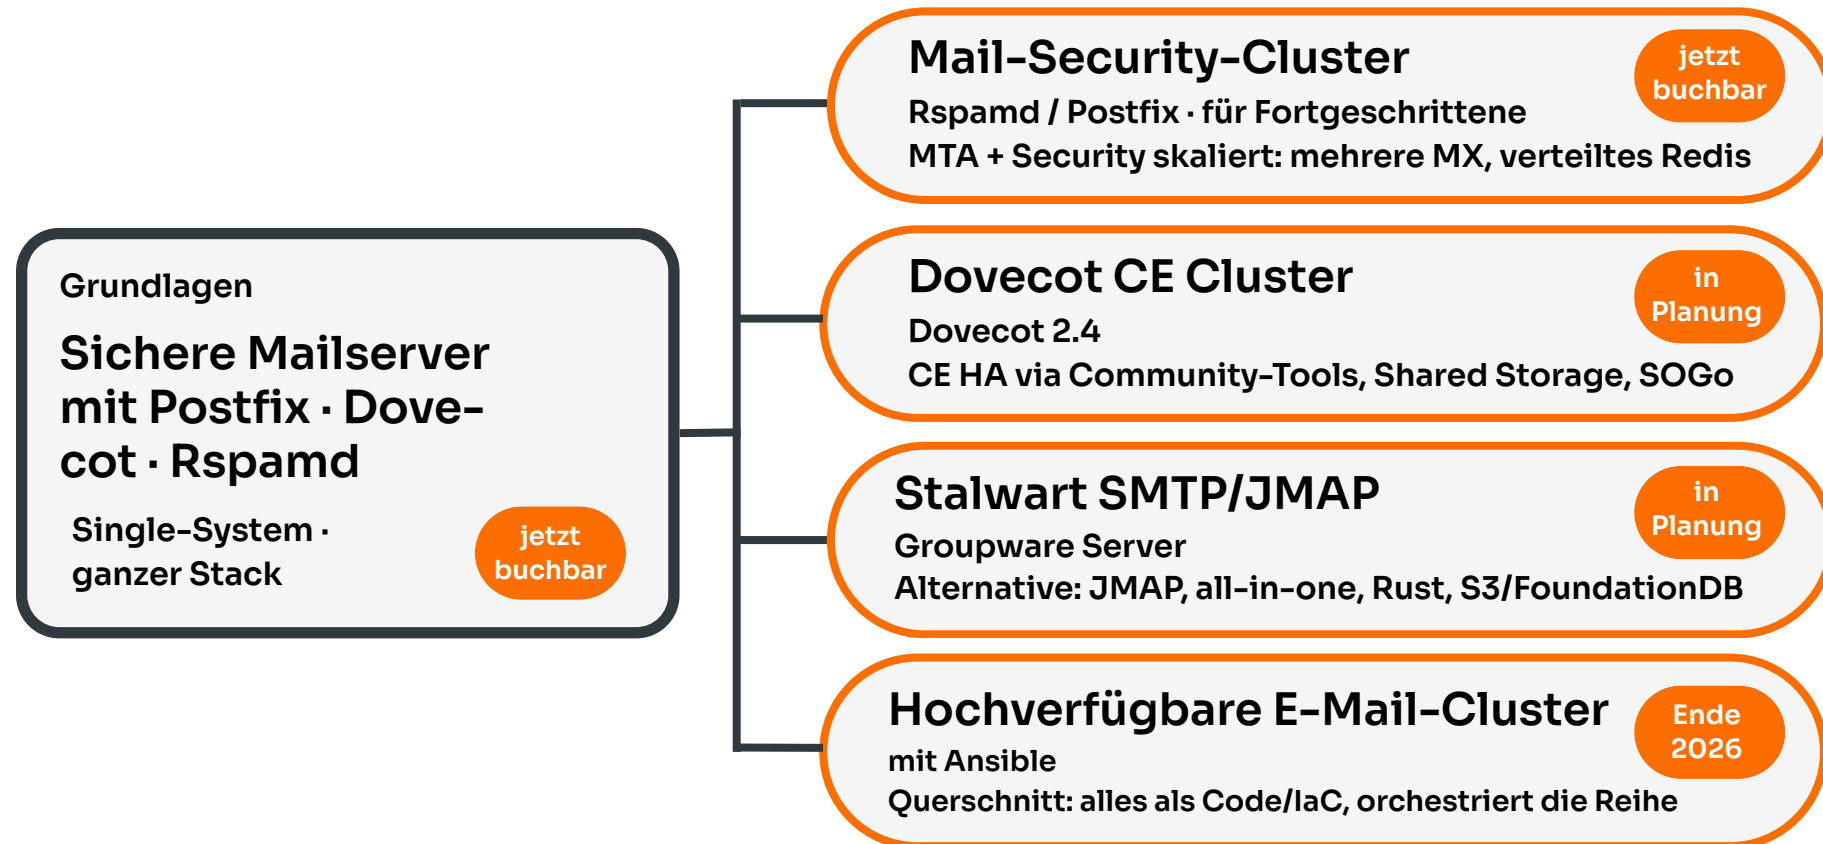 Grundlagen
Sichere Mailserver
mit Postfix · Dove-
cot · Rspamd
Single-System ·
ganzer Stack
jetzt
buchbar
Mail-Security-Cluster
Rspamd / Postfix · für Fortgeschrittene
MTA + Security skaliert: mehrere MX, verteiltes Redis
jetzt
buchbar
Dovecot CE Cluster
Dovecot 2.4
CE HA via Community-Tools, Shared Storage, SOGo
in
Planung
Stalwart SMTP/JMAP
Groupware Server
Alternative: JMAP, all-in-one, Rust, S3/FoundationDB
in
Planung
Hochverfügbare E-Mail-Cluster
mit Ansible
Querschnitt: alles als Code/IaC, orchestriert die Reihe
Ende
2026